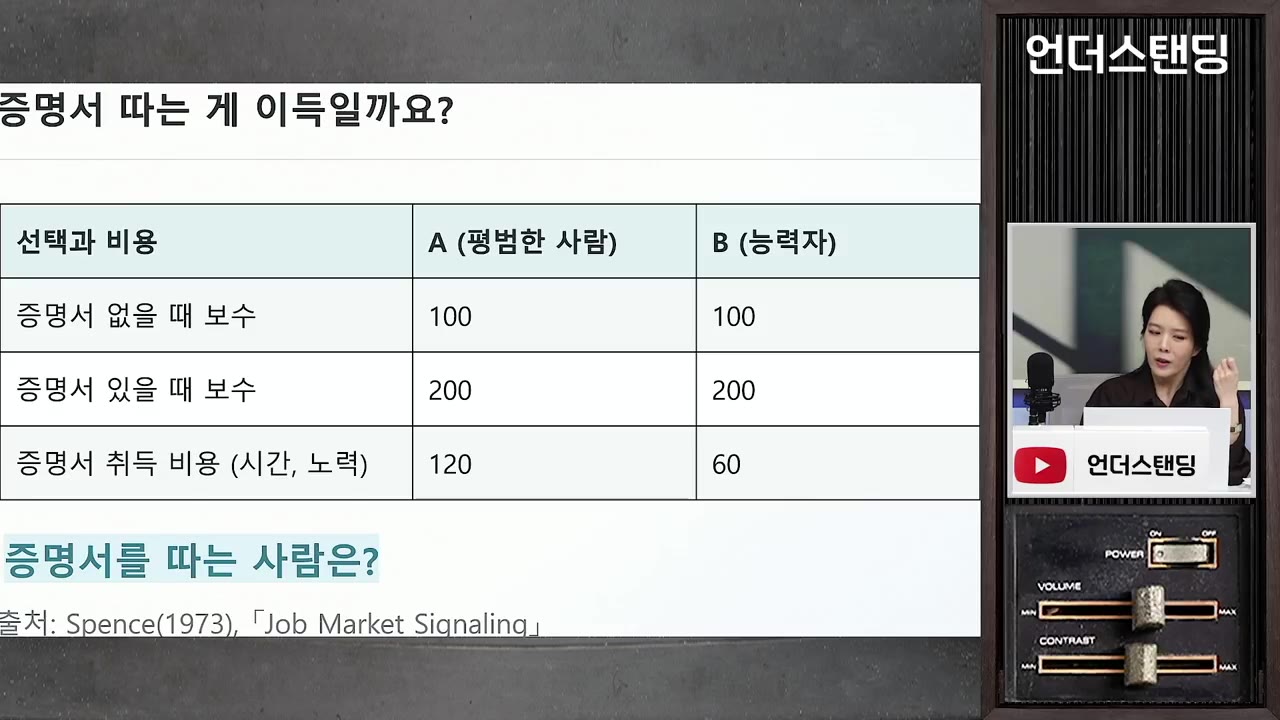 언더스탠딩
증명서 따는 게 이득일까요?
선택과 비용 A (평범한 사람) B (능력자)
증명서 없을 때 보수 100 100
증명서 있을 때 보수 200 200
증명서 취득 비용 (시간, 노력) 120 60
증명서를 따는 사람은?
출처: Spence(1973), 「Job Market Signaling」
언더스탠딩
ON OFF
POWER
VOLUME
MIN MAX
CONTRAST
MIN MAX